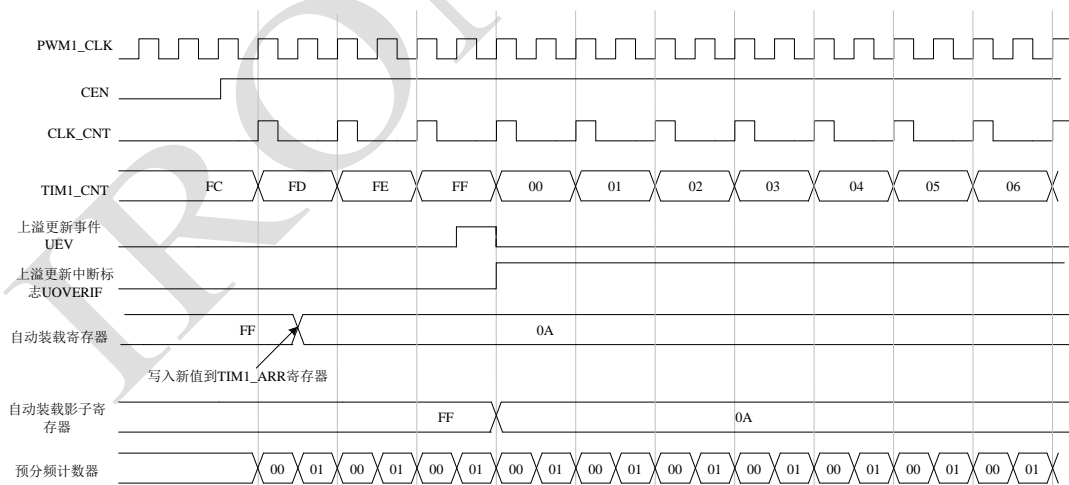 PWM1_CLK
CEN
CLK_CNT
TIM1_CNT FC FD FE FF 00 01 02 03 04 05 06
上溢更新事件
UEV
上溢更新中断标
志UOVERIF
自动装载寄存器 FF 0A
写入新值到TIM1_ARR寄存器
自动装载影子寄
存器 FF 0A
预分频计数器 00 01 00 01 00 01 00 01 00 01 00 01 00 01 00 01 00 01 00 01